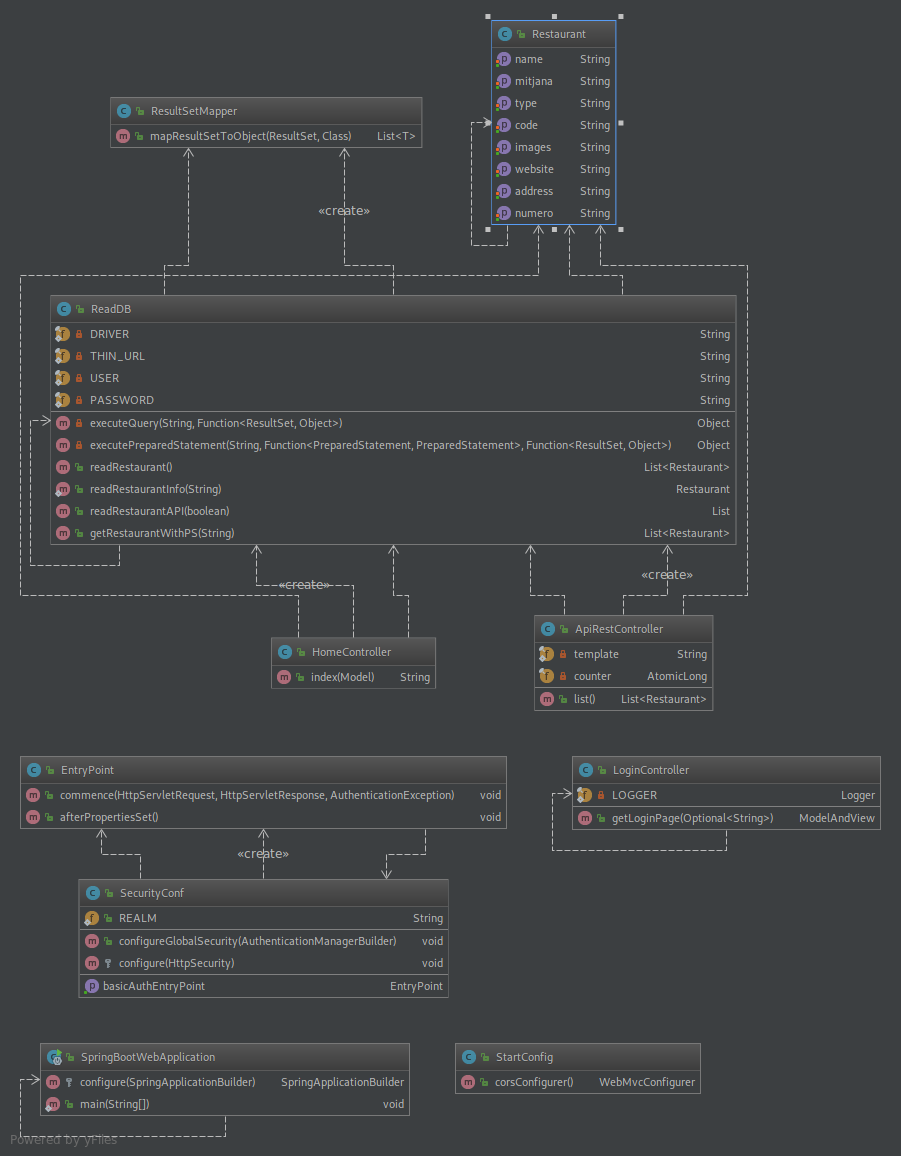 Restaurant
name String
mitjana String
type String
code String
images String
website String
address String
numero String
ResultSetMapper
mapResultSetToObject(ResultSet, Class) List<T>
«create»
ReadDB
DRIVER String
THIN_URL String
USER String
PASSWORD String
executeQuery(String, Function<ResultSet, Object>) Object
executePreparedStatement(String, Function<PreparedStatement, PreparedStatement>, Function<ResultSet, Object>) Object
readRestaurant() List<Restaurant>
readRestaurantInfo(String) Restaurant
readRestaurantAPI(boolean) List
getRestaurantWithPS(String) List<Restaurant>
«create»
«create»
HomeController
index(Model) String
ApiRestController
template String
counter AtomicLong
list() List<Restaurant>
EntryPoint
commence(HttpServletRequest, HttpServletResponse, AuthenticationException) void
afterPropertiesSet() void
LoginController
LOGGER Logger
getLoginPage(Optional<String>) ModelAndView
«create»
SecurityConf
REALM String
configureGlobalSecurity(AuthenticationManagerBuilder) void
configure(HttpSecurity) void
basicAuthEntryPoint EntryPoint
SpringBootWebApplication
configure(SpringApplicationBuilder) SpringApplicationBuilder
main(String[]) void
StartConfig
corsConfigurer() WebMvcConfigurer
Powered by yFiles